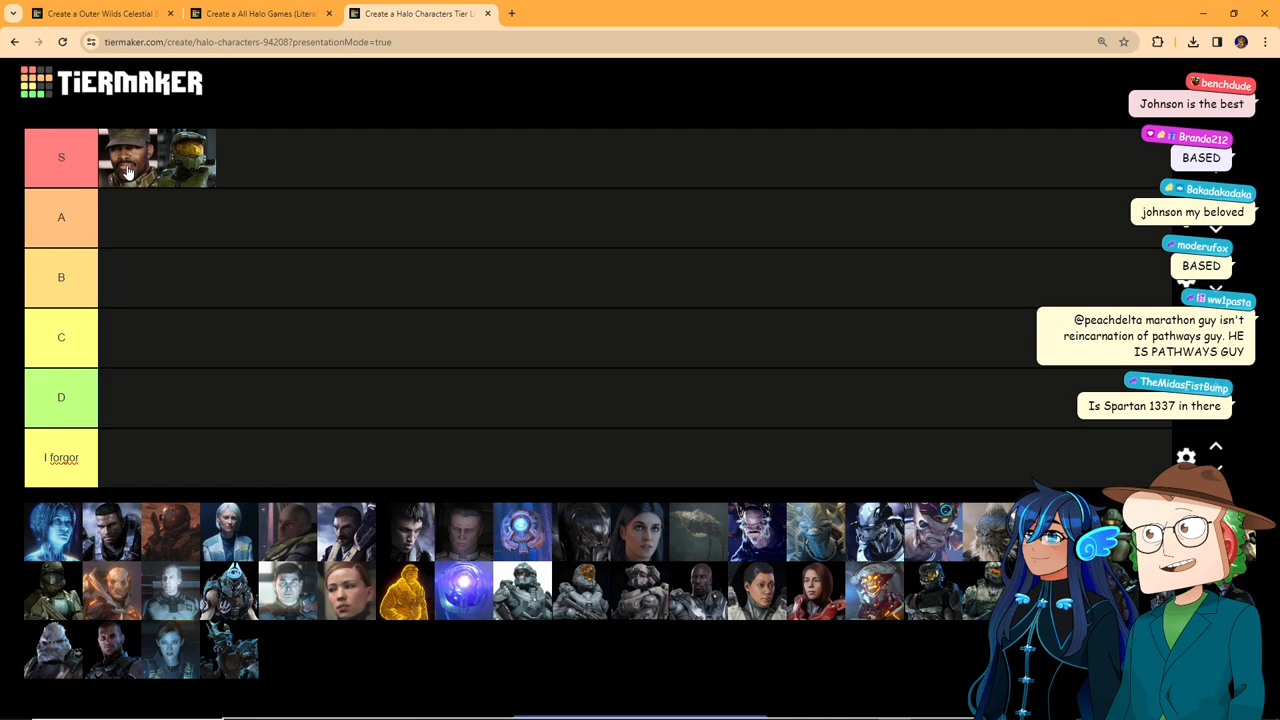 Create a Outer Wilds Celestial B
Create a All Halo Games (Litera
Create a Halo Characters Tier L
tiermaker.com/create/halo-characters-94208?presentationMode=true
TiERMAKER
benchdude
Johnson is the best
Brando212
BASED
Bakadakadaka
johnson my beloved
moderufox
BASED
ww1pasta
@peachdelta marathon guy isn't
reincarnation of pathways guy. HE
IS PATHWAYS GUY
TheMidasFistBump
Is Spartan 1337 in there
S
A
B
C
D
I forgor